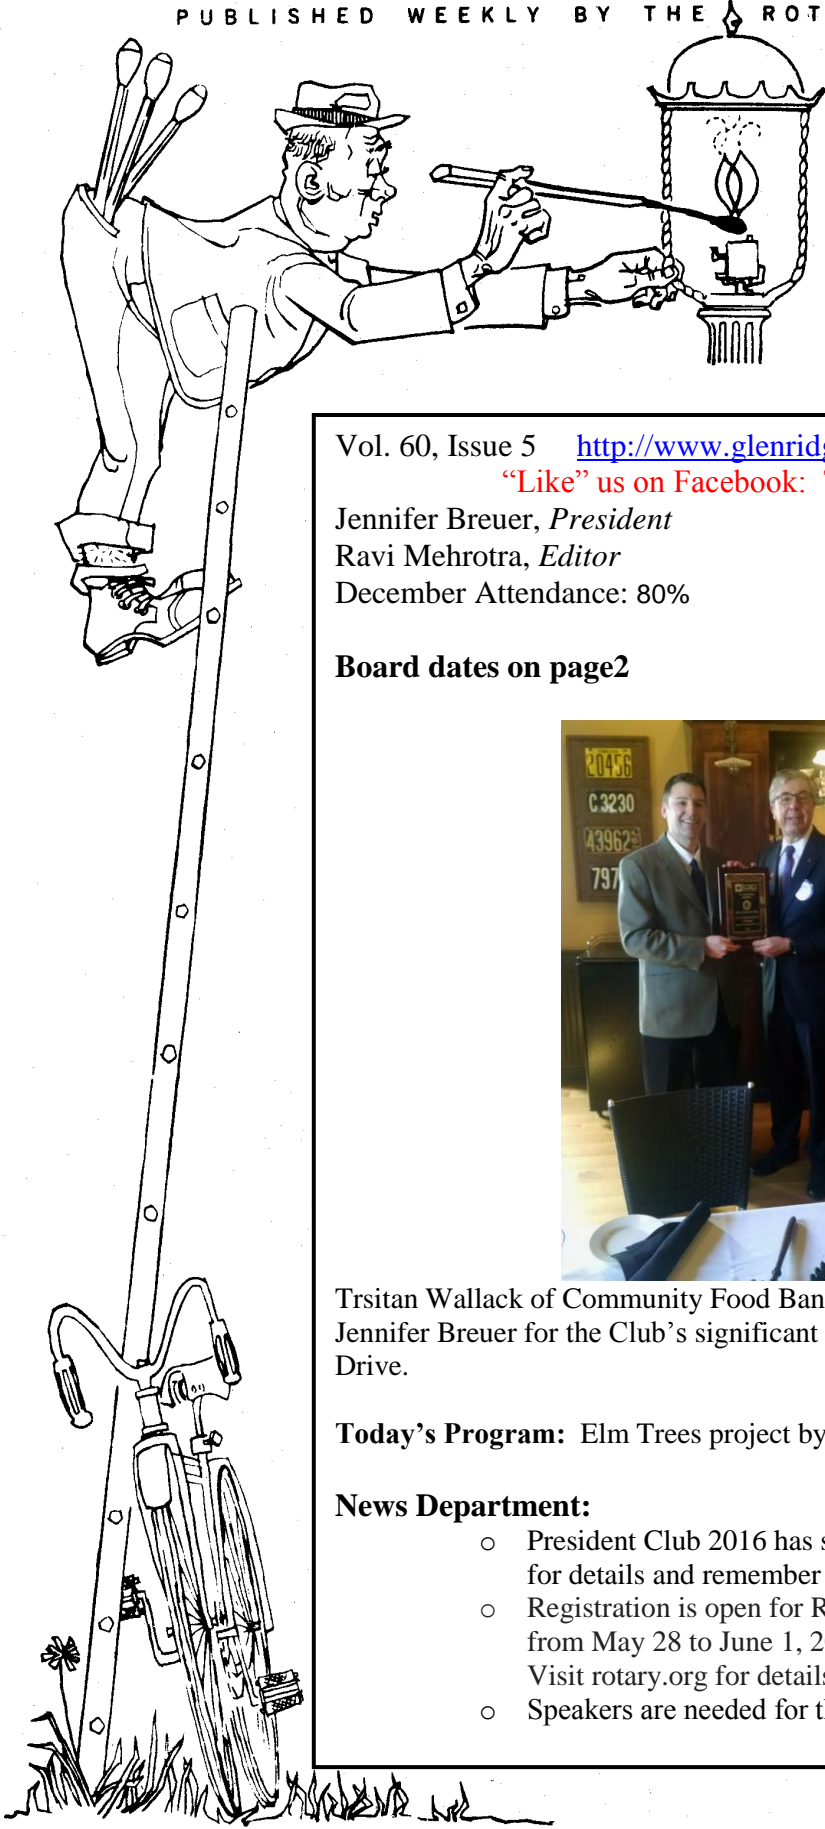 PUBLISHED WEEKLY BY THE ROT
Vol. 60, Issue 5 http://www.glenridg
“Like” us on Facebook:
Jennifer Breuer, President
Ravi Mehrotra, Editor
December Attendance: 80%
Board dates on page2
20456
C3230
43962
797
Trsitan Wallack of Community Food Ban
Jennifer Breuer for the Club’s significant
Drive.
Today’s Program: Elm Trees project by
News Department:
o President Club 2016 has s
for details and remember
o Registration is open for R
from May 28 to June 1, 2
Visit rotary.org for details
o Speakers are needed for th